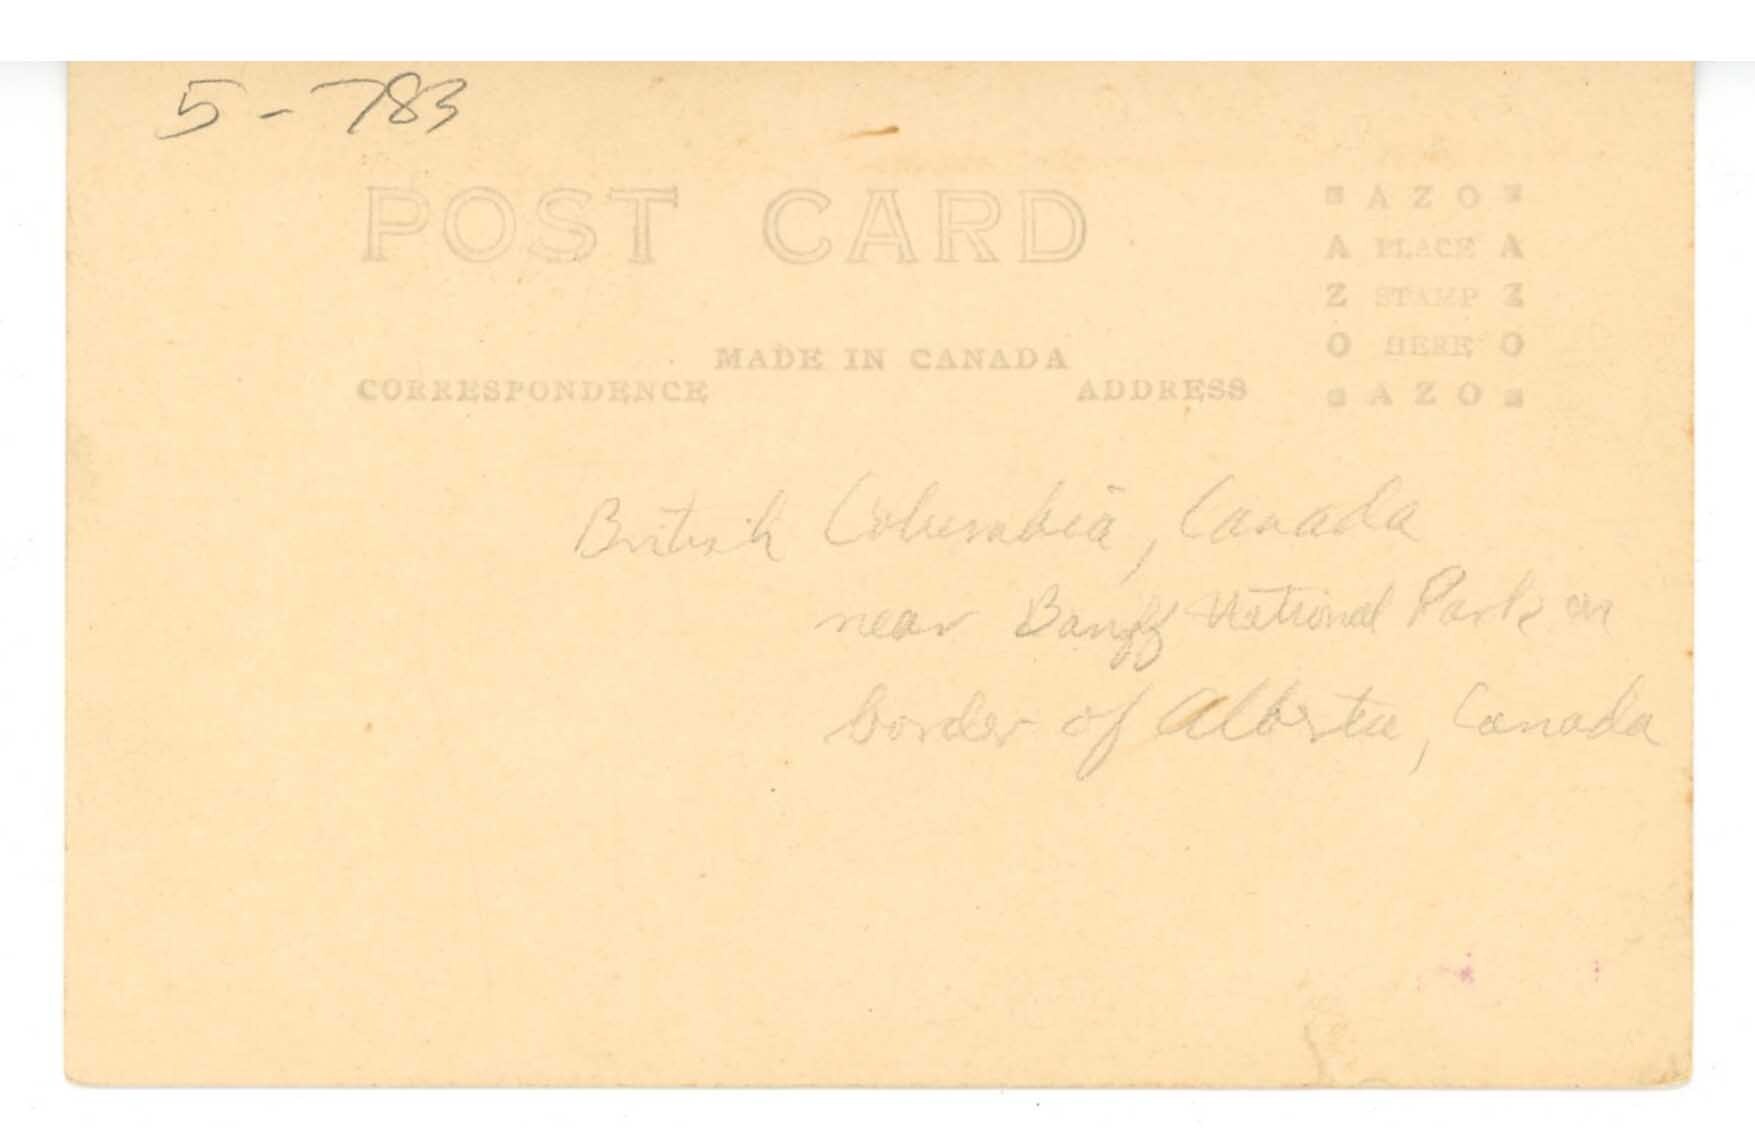 5-783
POST CARD
AZO
A PLACE A
Z STAMP Z
O HERE O
AZO
MADE IN CANADA
CORRESPONDENCE ADDRESS
British Columbia, Canada
near Banff National Park on
border of Alberta, Canada